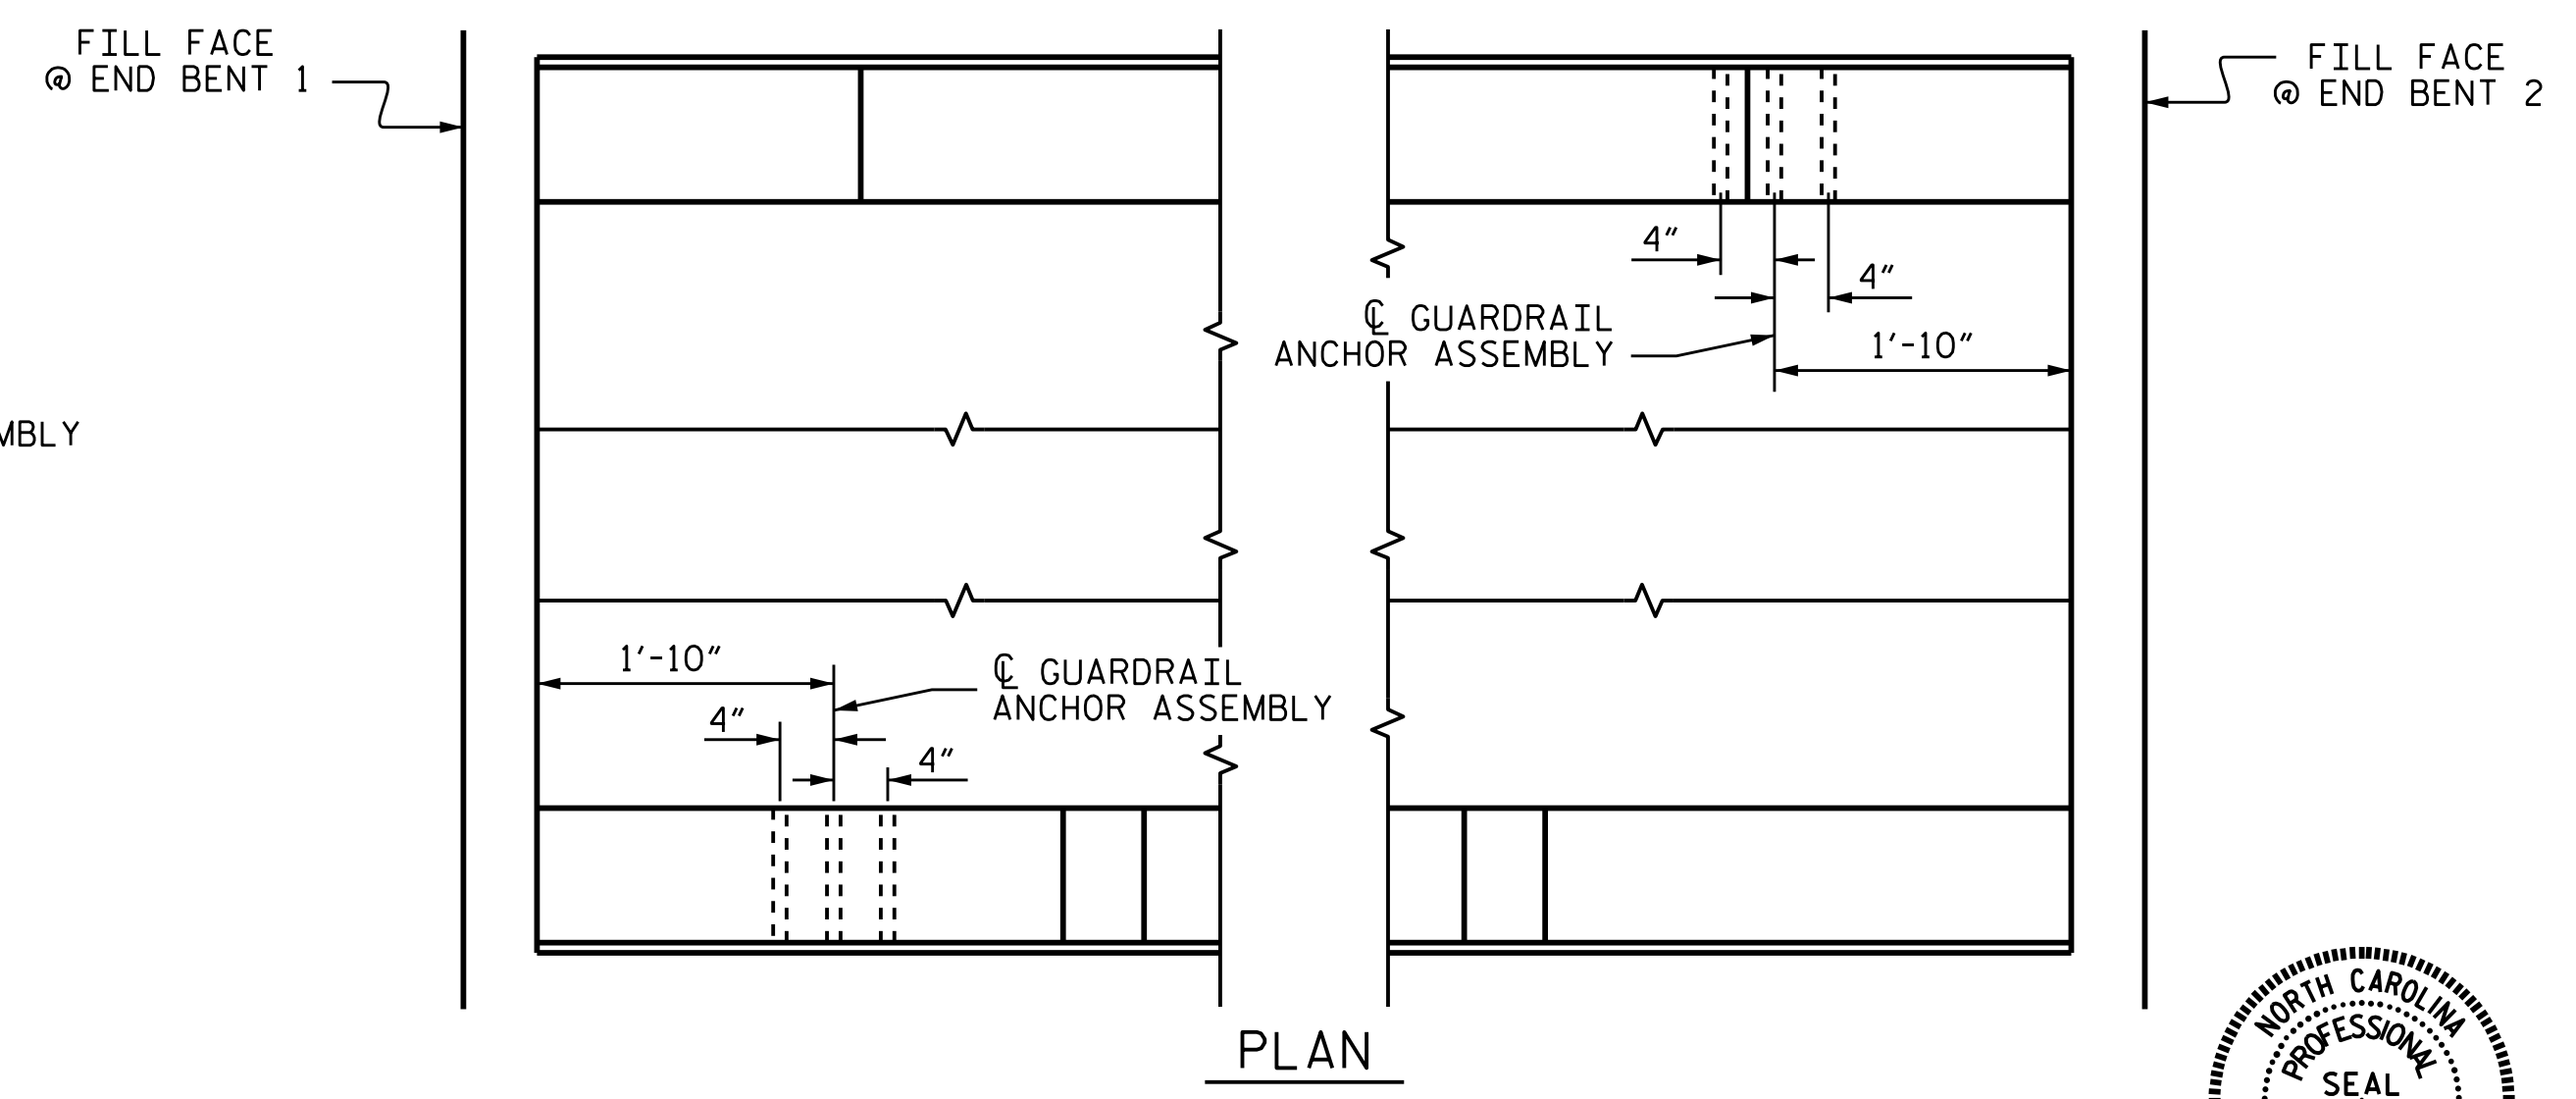 FILL FACE
@ END BENT 1
FILL FACE
@ END BENT 2
4"
4"
℄ GUARDRAIL
ANCHOR ASSEMBLY
1'-10"
1'-10"
℄ GUARDRAIL
ANCHOR ASSEMBLY
4"
4"
PLAN
NORTH CAROLINA
PROFESSIONAL
SEAL